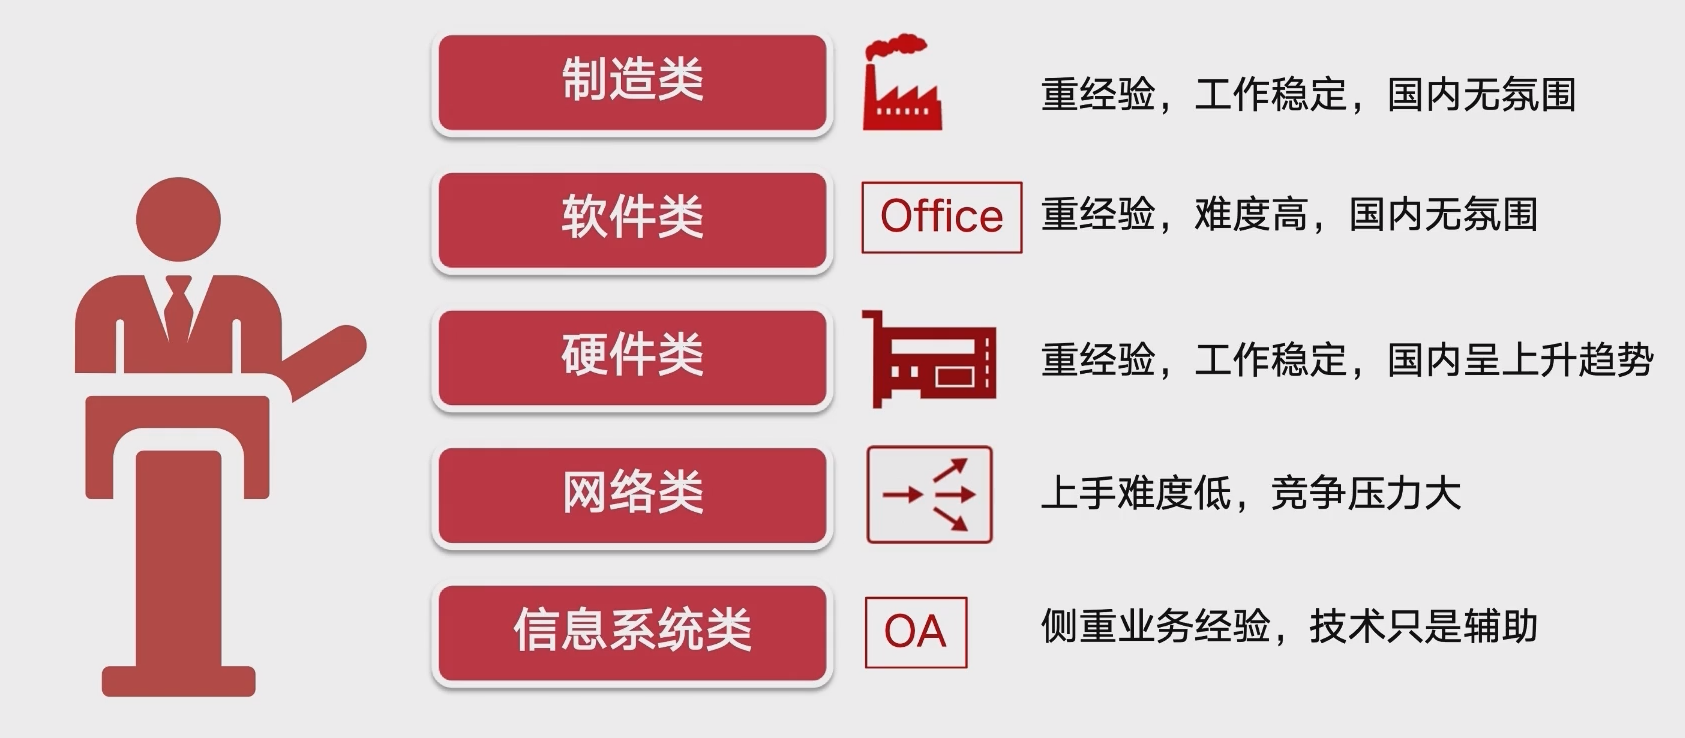 制造类
重经验，工作稳定，国内无氛围
软件类
Office
重经验，难度高，国内无氛围
硬件类
重经验，工作稳定，国内呈上升趋势
网络类
上手难度低，竞争压力大
信息系统类
OA
侧重业务经验，技术只是辅助